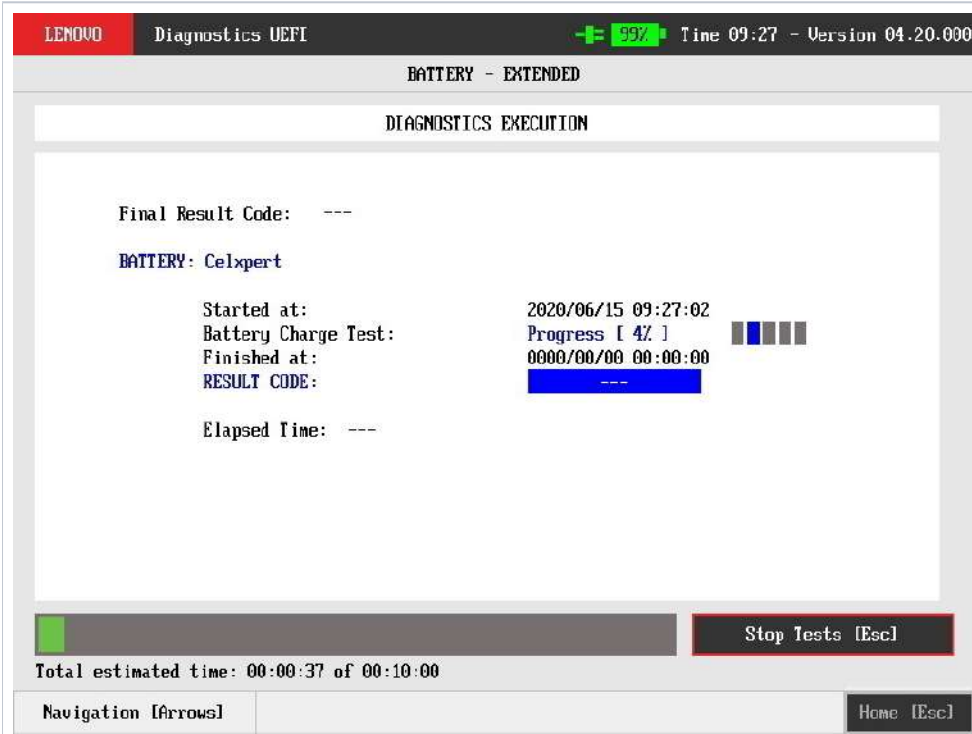 LENOVO Diagnostics UEFI 99% Time 09:27 - Version 04.20.000
BATTERY - EXTENDED
DIAGNOSTICS EXECUTION
Final Result Code: ---
BATTERY: Celxpert
Started at: 2020/06/15 09:27:02
Battery Charge Test: Progress [ 4% ]
Finished at: 0000/00/00 00:00:00
RESULT CODE: ---
Elapsed Time: ---
Stop Tests [Esc]
Total estimated time: 00:00:37 of 00:10:00
Navigation [Arrows] Home [Esc]